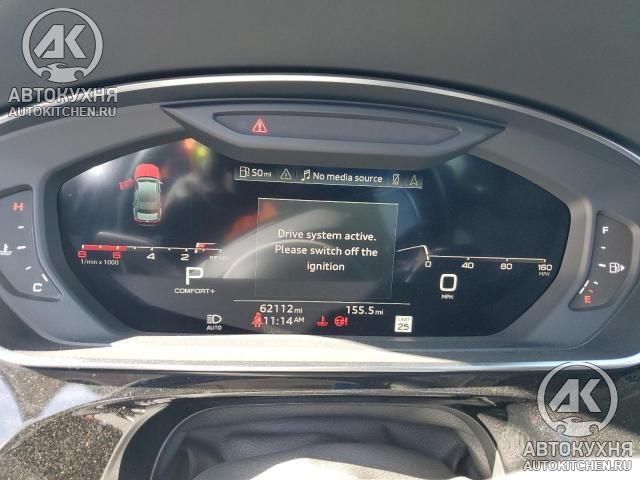 АК
АВТОКУХНЯ
AUTOKITCHEN.RU
50mi
No media source
Drive system active.
Please switch off the
ignition
H
C
8 6 4 2
1/min x 1000
P
COMFORT+
0
MPH
0 80 160
MPH
F
E
62112mi
155.5mi
AUTO
11:14AM
LIMIT
25
АК
АВТОКУХНЯ
AUTOKITCHEN.RU